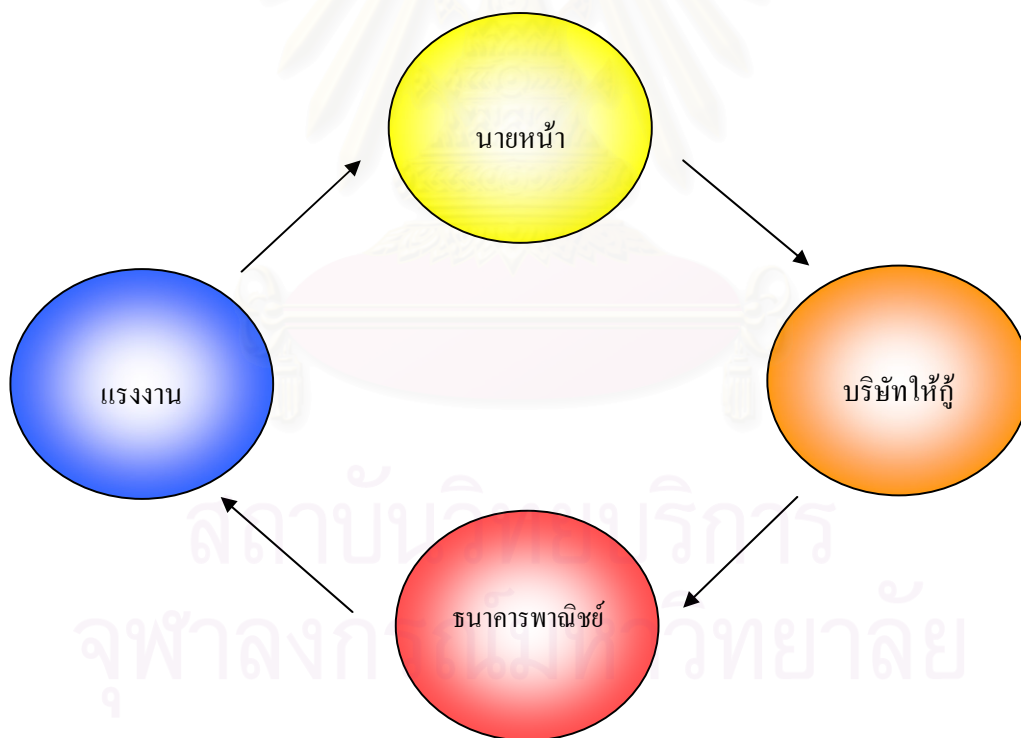 นายหน้า
แรงงาน
บริษัทให้กู้
ธนาคารพาณิชย์
สถาบันวิทยบริการ
จุฬาลงกรณ์มหาวิทยาลัย